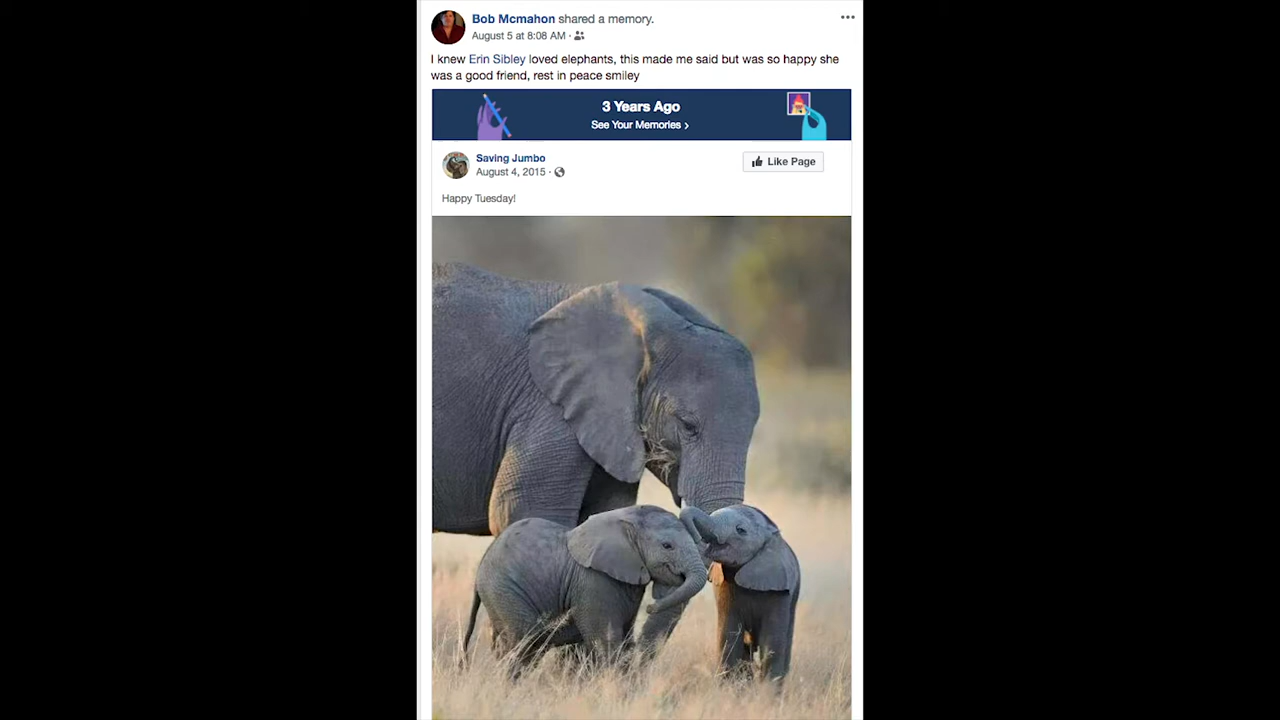 Bob Mcmahon shared a memory.
August 5 at 8:08 AM ·
I knew Erin Sibley loved elephants, this made me said but was so happy she
was a good friend, rest in peace smiley
3 Years Ago
See Your Memories ›
Saving Jumbo
August 4, 2015 ·
Like Page
Happy Tuesday!